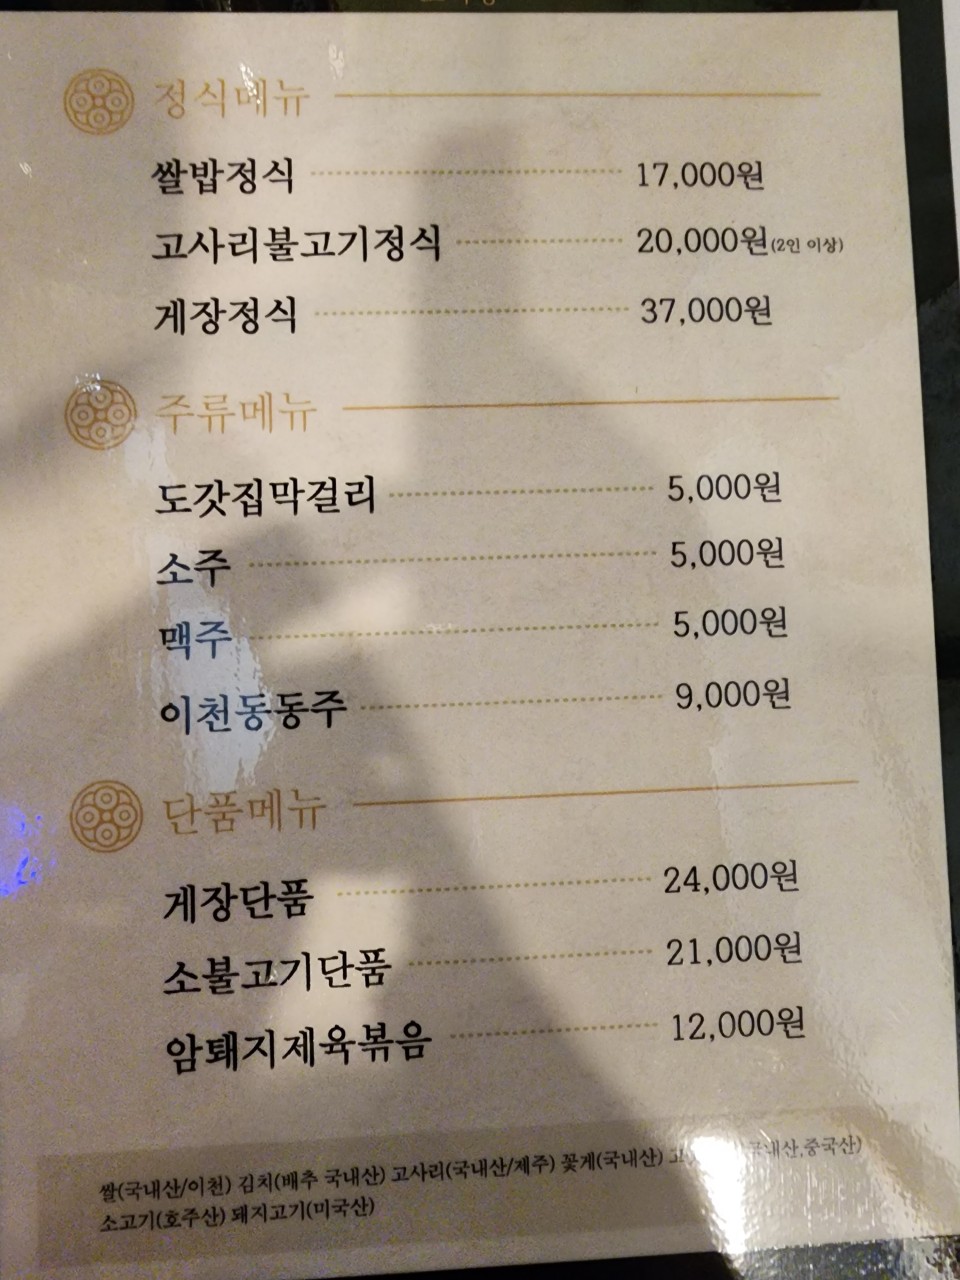 정식메뉴
쌀밥정식 17,000원
고사리불고기정식 20,000원(2인 이상)
게장정식 37,000원
주류메뉴
도갓집막걸리 5,000원
소주 5,000원
맥주 5,000원
이천동동주 9,000원
단품메뉴
게장단품 24,000원
소불고기단품 21,000원
암퇘지제육볶음 12,000원
쌀(국내산/이천) 김치(배추 국내산) 고사리(국내산/제주) 꽃게(국내산) 국내산,중국산)
소고기(호주산) 돼지고기(미국산)